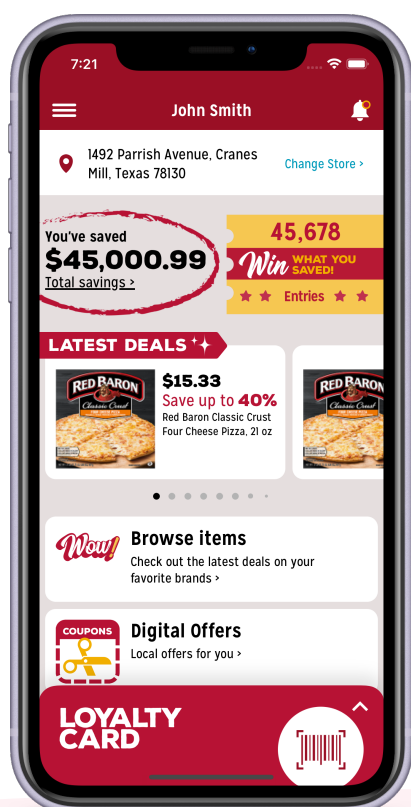 7:21
John Smith
1492 Parrish Avenue, Cranes
Mill, Texas 78130
Change Store >
You've saved
$45,000.99
Total savings >
45,678
Win WHAT YOU
SAVED!
Entries
LATEST DEALS
RED BARON
Classic Crust
$15.33
Save up to 40%
Red Baron Classic Crust
Four Cheese Pizza, 21 oz
RED BARON
Classic Crust
Wow!
Browse items
Check out the latest deals on your
favorite brands >
COUPONS
Digital Offers
Local offers for you >
LOYALTY
CARD